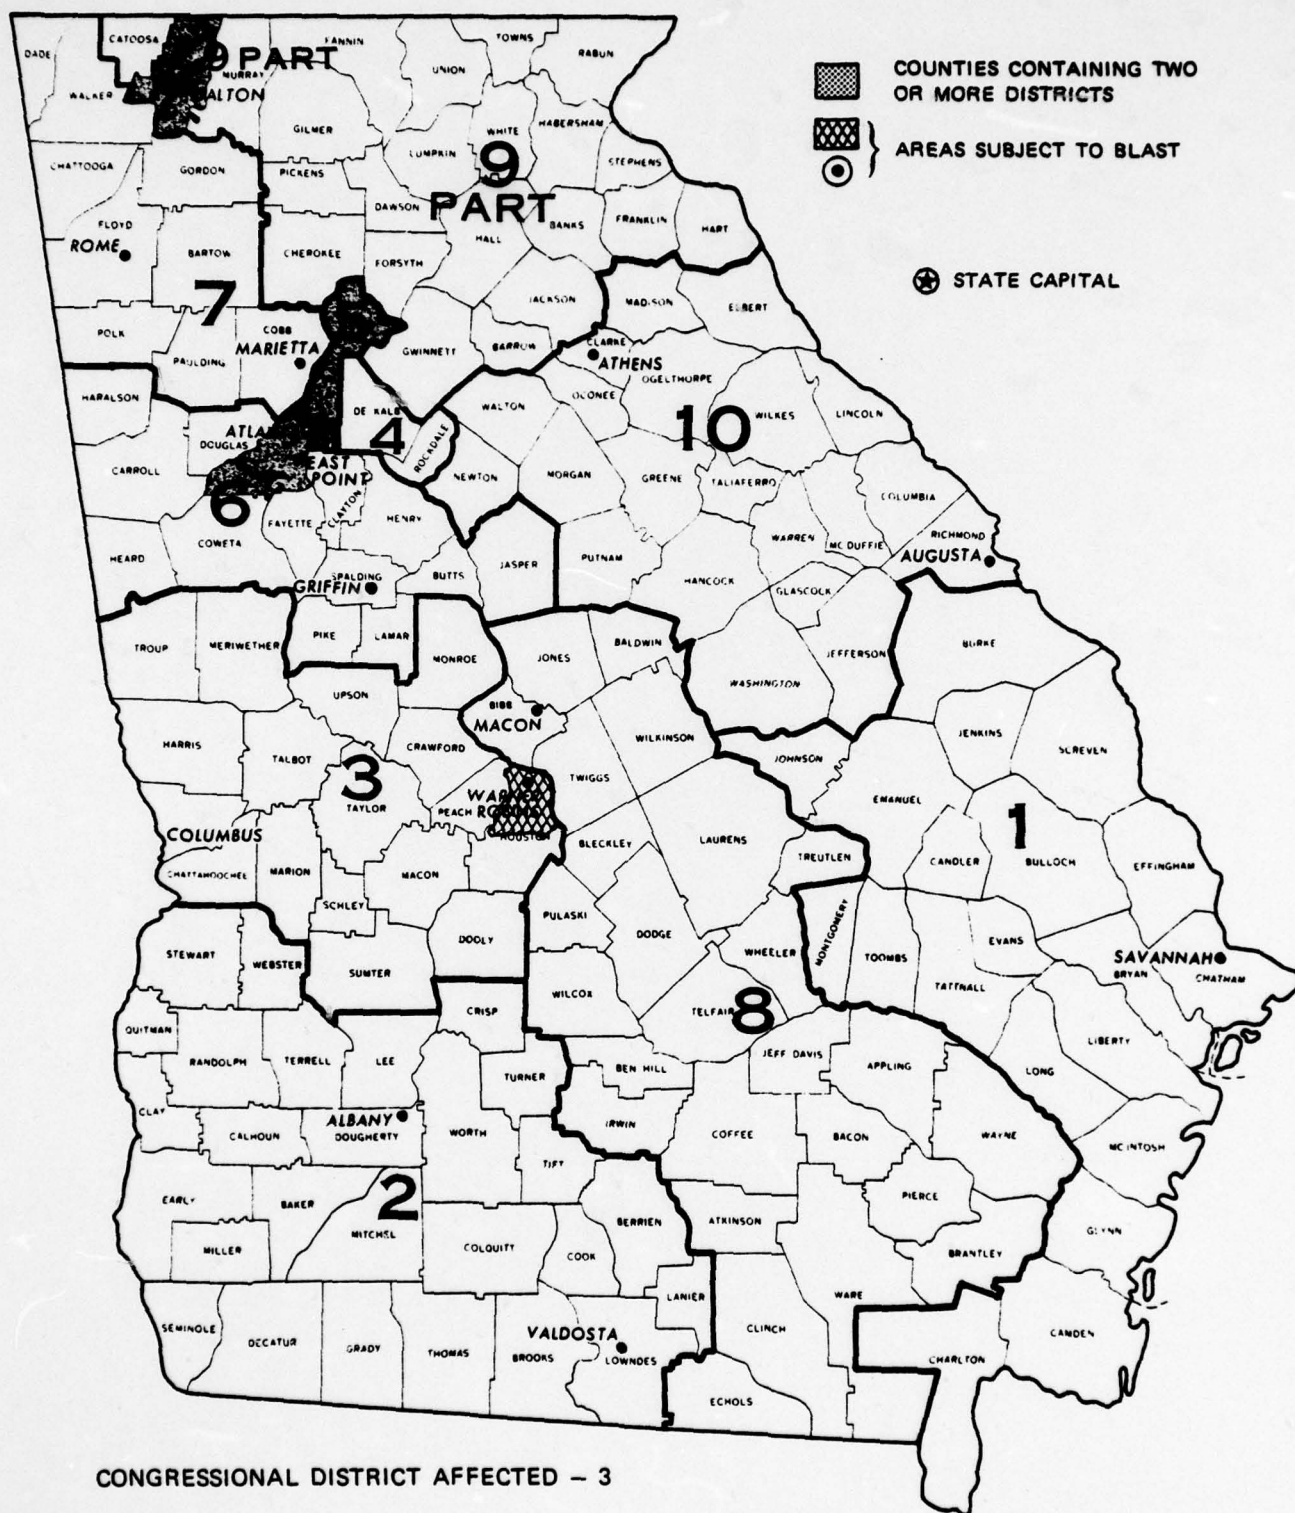 CATOOSA
FANNIN
TOWNS
DADE
9 PART
RABUN
MURRAY
UNION
WALKER
ALTON
COUNTIES CONTAINING TWO
OR MORE DISTRICTS
GILMER
WHITE
HABERSHAM
LUMPKIN
9
PART
STEPHENS
AREAS SUBJECT TO BLAST
CHATTOOGA
GORDON
PICKENS
DAWSON
BANKS
FRANKLIN
HART
FLOYD
ROME
BARTOW
CHEROKEE
FORSYTH
HALL
STATE CAPITAL
7
JACKSON
MADISON
ELBERT
POLK
COBB
MARIETTA
PAULDING
GWINNETT
BARROW
CLARKE
ATHENS
OGELTHORPE
HARALSON
DE KALB
4
ROCKDALE
WALTON
OCONEE
10
WILKES
LINCOLN
ATLA
DOUGLAS
EAST
POINT
CARROLL
NEWTON
MORGAN
GREENE
TALIAFERRO
COLUMBIA
6
FAYETTE
CLAYTON
HENRY
COWETA
WARREN
MC DUFFIE
RICHMOND
AUGUSTA
HEARD
SPALDING
GRIFFIN
BUTTS
JASPER
PUTNAM
HANCOCK
GLASCOCK
TROUP
MERIWETHER
PIKE
LAMAR
MONROE
JONES
BALDWIN
WASHINGTON
JEFFERSON
BURKE
UPSON
BIBB
MACON
HARRIS
TALBOT
CRAWFORD
WILKINSON
JOHNSON
JENKINS
SCREVEN
3
TAYLOR
TWIGGS
PEACH
HOUSTON
EMANUEL
COLUMBUS
BLECKLEY
LAURENS
TREUTLEN
1
CANDLER
BULLOCH
EFFINGHAM
CHATTAHOOCHEE
MARION
MACON
SCHLEY
PULASKI
DODGE
MONTGOMERY
STEWART
WEBSTER
SUMTER
DOOLY
WHEELER
TOOMBS
EVANS
SAVANNAH
BRYAN
CHATHAM
WILCOX
TATTNALL
QUITMAN
CRISP
TELFAIR
8
LIBERTY
RANDOLPH
TERRELL
LEE
TURNER
BEN HILL
JEFF DAVIS
APPLING
LONG
CLAY
CALHOUN
ALBANY
DOUGHERTY
WORTH
IRWIN
COFFEE
BACON
WAYNE
MC INTOSH
TIFT
EARLY
BAKER
2
MITCHEL
PIERCE
MILLER
COLQUITT
COOK
BERRIEN
ATKINSON
BRANTLEY
GLYNN
LANIER
WARE
SEMINOLE
DECATUR
GRADY
THOMAS
BROOKS
VALDOSTA
LOWNDES
CLINCH
CHARLTON
CAMDEN
ECHOLS
CONGRESSIONAL DISTRICT AFFECTED – 3